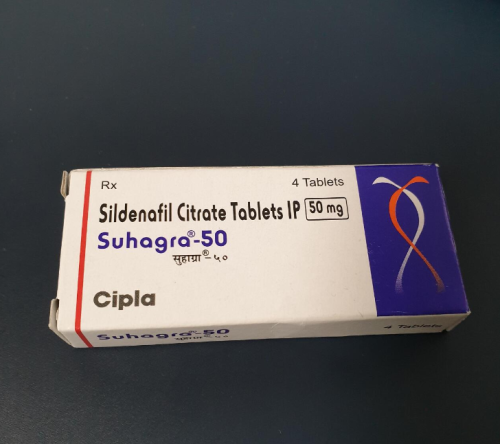 Rx 4 Tablets
Sildenafil Citrate Tablets IP 50 mg
Suhagra®-50
सुहाग्रा®-५०
Cipla
Suhagra®-50
सुहाग्रा®-५०
4 Tablets